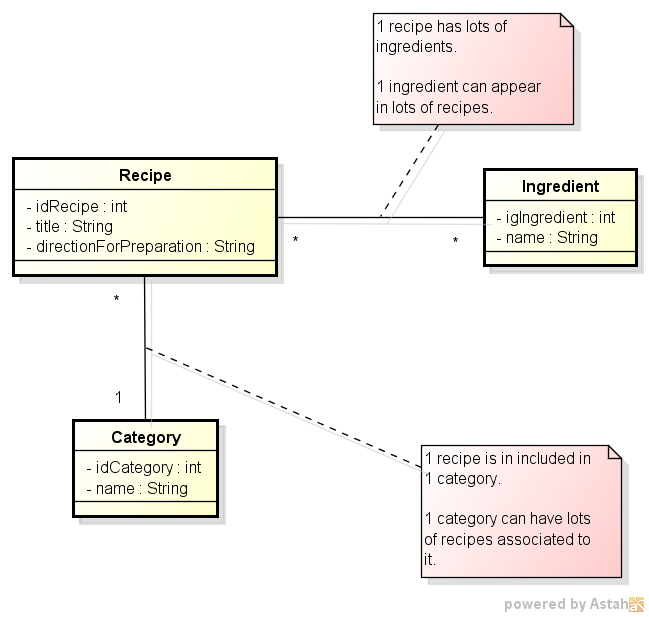 1 recipe has lots of
ingredients.
1 ingredient can appear
in lots of recipes.
Recipe
- idRecipe : int
- title : String
- directionForPreparation : String
Ingredient
- igIngredient : int
- name : String
*
*
*
1
Category
- idCategory : int
- name : String
1 recipe is in included in
1 category.
1 category can have lots
of recipes associated to
it.
powered by Astah